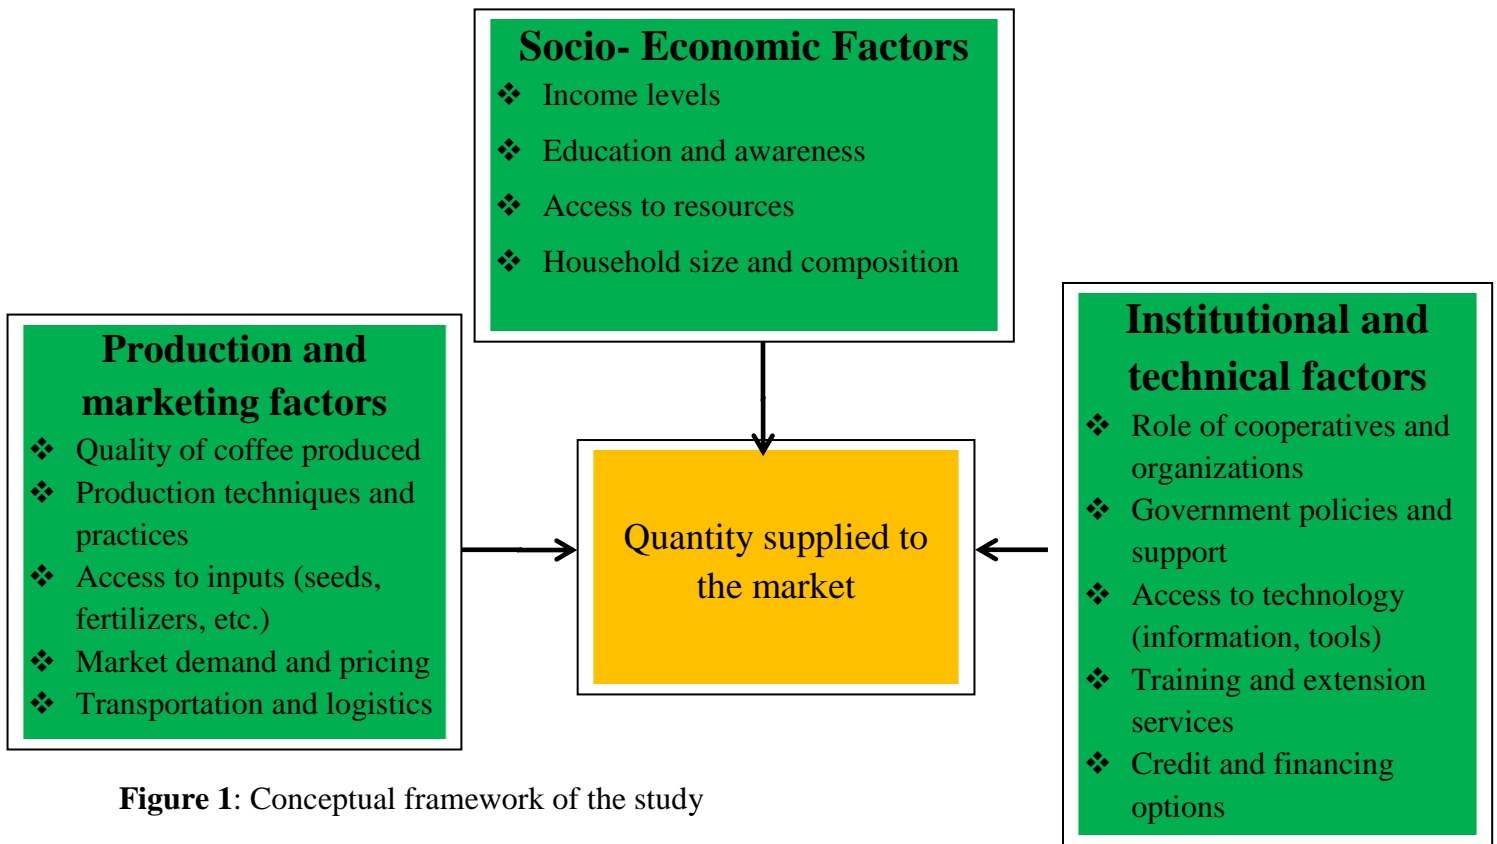 Socio- Economic Factors
❖ Income levels
❖ Education and awareness
❖ Access to resources
❖ Household size and composition
Production and
marketing factors
❖ Quality of coffee produced
❖ Production techniques and
practices
❖ Access to inputs (seeds,
fertilizers, etc.)
❖ Market demand and pricing
❖ Transportation and logistics
Quantity supplied to
the market
Institutional and
technical factors
❖ Role of cooperatives and
organizations
❖ Government policies and
support
❖ Access to technology
(information, tools)
❖ Training and extension
services
❖ Credit and financing
options
Figure 1: Conceptual framework of the study